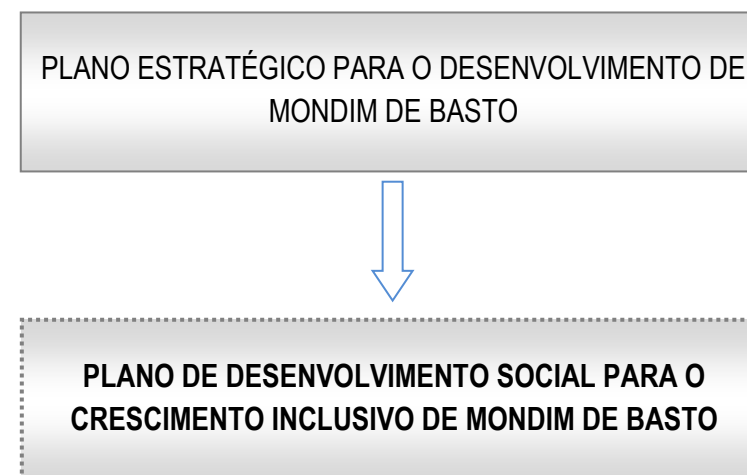 PLANO ESTRATÉGICO PARA O DESENVOLVIMENTO DE
MONDIM DE BASTO
PLANO DE DESENVOLVIMENTO SOCIAL PARA O
CRESCIMENTO INCLUSIVO DE MONDIM DE BASTO